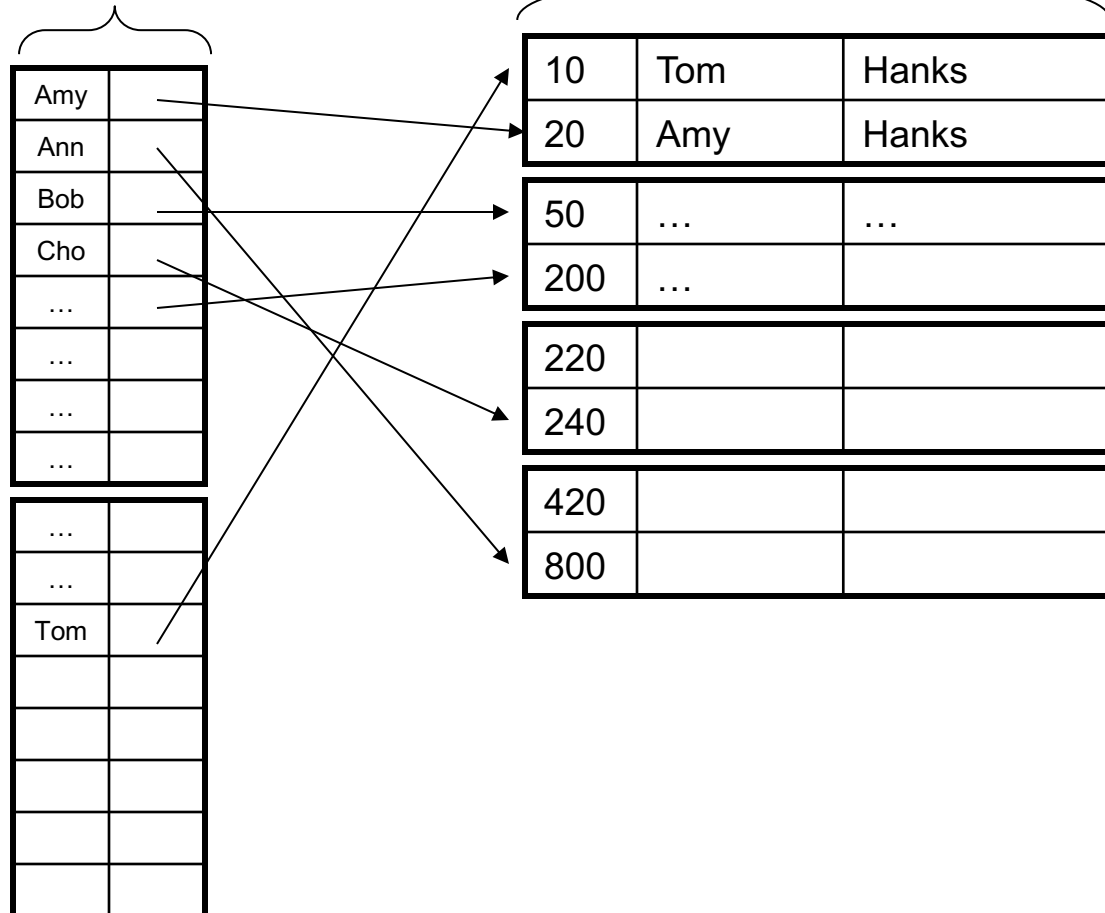 Amy
Ann
Bob
Cho
…
…
…
…
…
…
Tom
10 Tom Hanks
20 Amy Hanks
50 … …
200 …
220
240
420
800